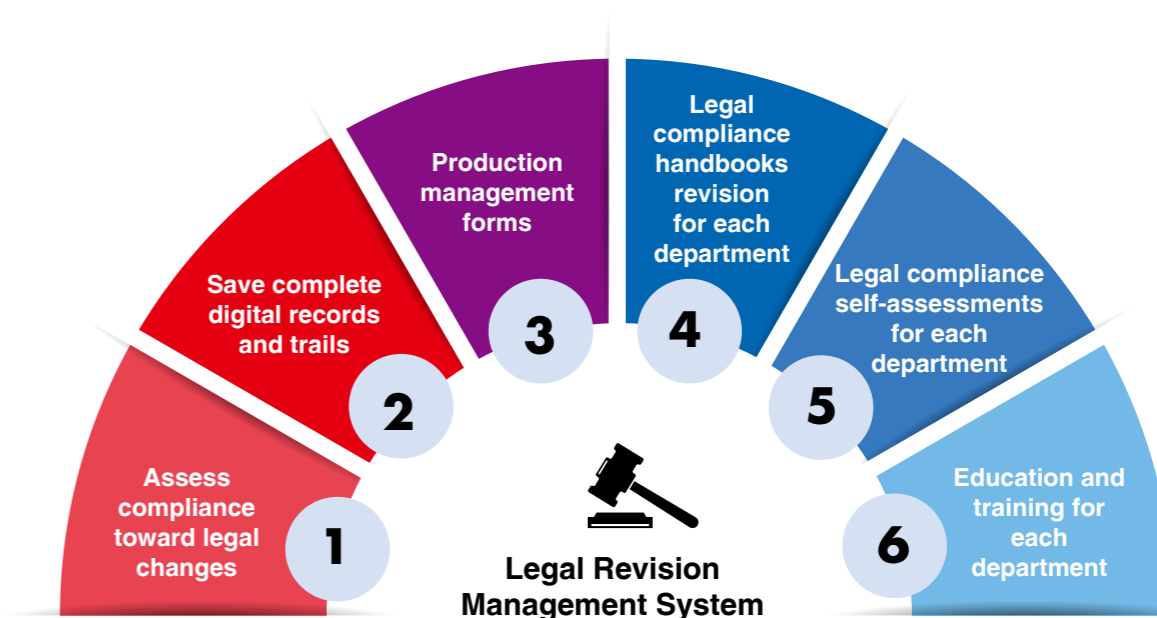 Assess
compliance
toward legal
changes
1
Save complete
digital records
and trails
2
Production
management
forms
3
Legal
compliance
handbooks
revision
for each
department
4
Legal compliance
self-assessments
for each
department
5
Education and
training for
each
department
6
Legal Revision
Management System